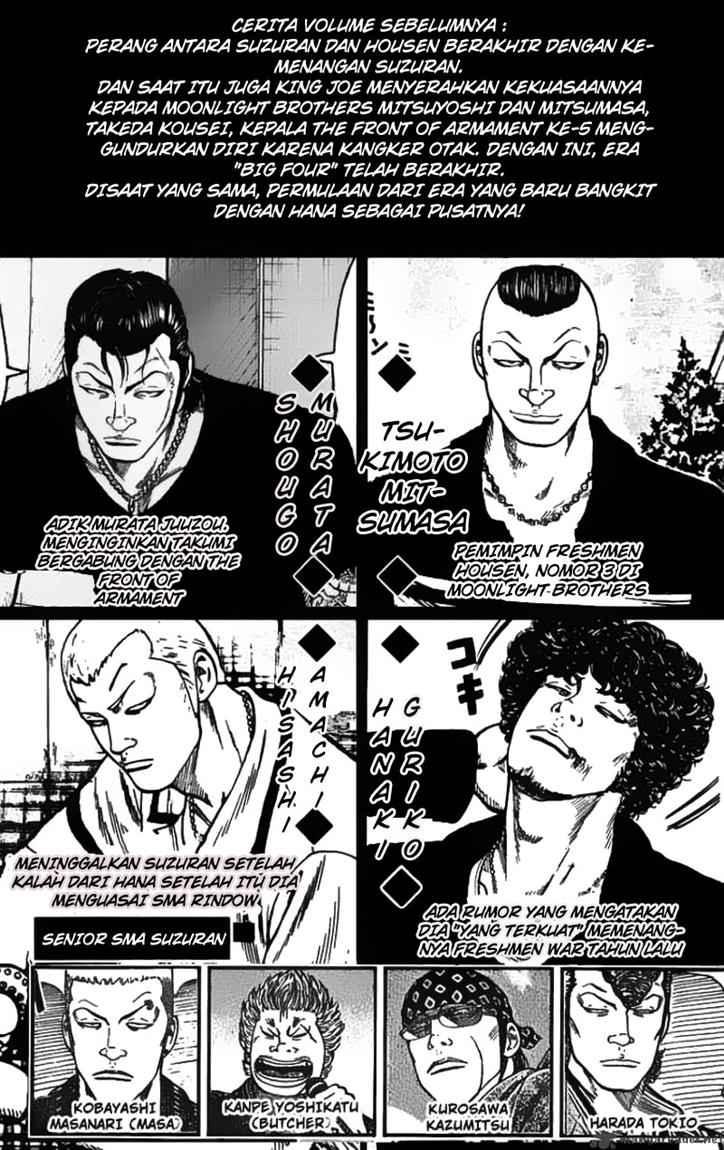 CERITA VOLUME SEBELUMNYA :
PERANG ANTARA SUZURAN DAN HOUSEN BERAKHIR DENGAN KE-
MENANGAN SUZURAN.
DAN SAAT ITU JUGA KING JOE MENYERAHKAN KEKUASAANNYA
KEPADA MOONLIGHT BROTHERS MITSUYOSHI DAN MITSUMASA,
TAKEDA KOUSEI, KEPALA THE FRONT OF ARMAMENT KE-5 MENG-
GUNDURKAN DIRI KARENA KANGKER OTAK. DENGAN INI, ERA
"BIG FOUR" TELAH BERAKHIR.
DISAAT YANG SAMA, PERMULAAN DARI ERA YANG BARU BANGKIT
DENGAN HANA SEBAGAI PUSATNYA!
MURATA
SHOUGO
ADIK MURATA JUUZOU.
MENGINGINKAN TAKUMI
BERGABUNG DENGAN THE
FRONT OF
ARMAMENT
TSU-
KIMOTO
MIT-
SUMASA
PEMIMPIN FRESHMEN
HOUSEN, NOMOR 3 DI
MOONLIGHT BROTHERS
AMACHI
HISASHI
MENINGGALKAN SUZURAN SETELAH
KALAH DARI HANA SETELAH ITU DIA
MENGUASAI SMA RINDOW
コキ
GURIKO
HANAKI
ADA RUMOR YANG MENGATAKAN
DIA "YANG TERKUAT" MEMENANG-
NYA FRESHMEN WAR TAHUN LALU
SENIOR SMA SUZURAN
KOBAYASHI
MASANARI (MASA)
KANPE YOSHIKATU
(BUTCHER)
KUROSAWA
KAZUMITSU
HARADA TOKIO